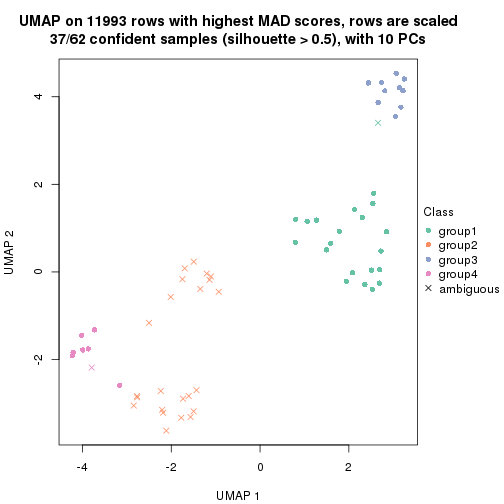 UMAP on 11993 rows with highest MAD scores, rows are scaled
37/62 confident samples (silhouette > 0.5), with 10 PCs
4
2
0
-2
UMAP 2
-4
-2
0
2
UMAP 1
Class
group1
group2
group3
group4
ambiguous